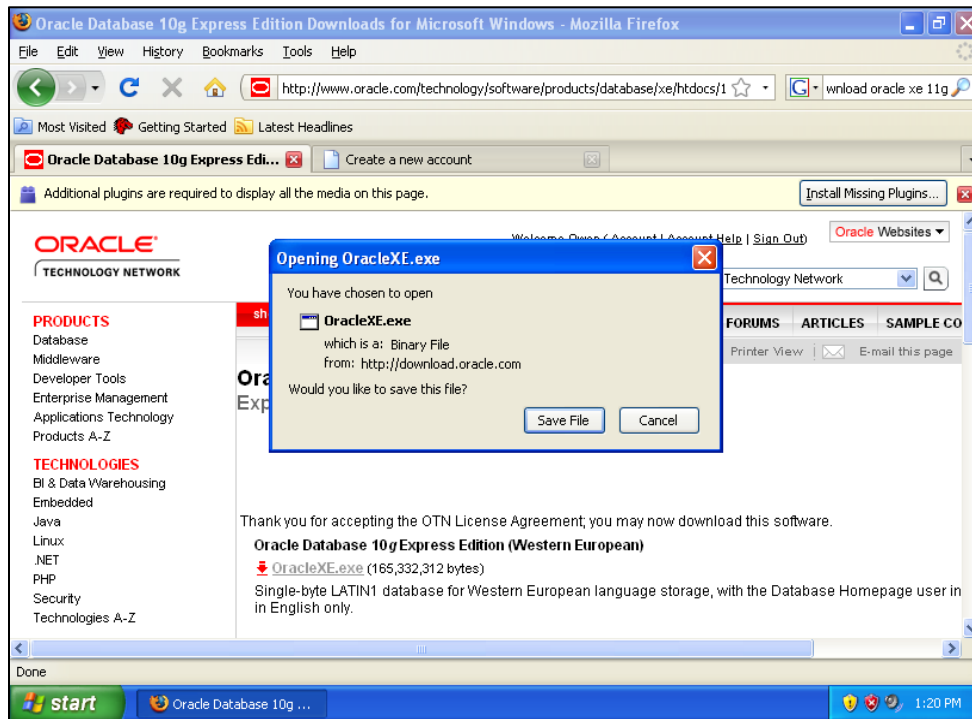 Oracle Database 10g Express Edition Downloads for Microsoft Windows - Mozilla Firefox
File Edit View History Bookmarks Tools Help
http://www.oracle.com/technology/software/products/database/xe/htdocs/1 G wnload oracle xe 11g
Most Visited Getting Started Latest Headlines
Oracle Database 10g Express Edi... Create a new account
Additional plugins are required to display all the media on this page. Install Missing Plugins...
ORACLE
TECHNOLOGY NETWORK
Welcome Owen ( Account | Account Help | Sign Out)
Oracle Websites
Technology Network
Opening OracleXE.exe
You have chosen to open
OracleXE.exe
which is a: Binary File
from: http://download.oracle.com
Would you like to save this file?
Save File Cancel
sh
FORUMS ARTICLES SAMPLE CO
Printer View | E-mail this page
PRODUCTS
Database
Middleware
Developer Tools
Enterprise Management
Applications Technology
Products A-Z
TECHNOLOGIES
BI & Data Warehousing
Embedded
Java
Linux
.NET
PHP
Security
Technologies A-Z
Ora
Exp
Thank you for accepting the OTN License Agreement; you may now download this software.
Oracle Database 10g Express Edition (Western European)
OracleXE.exe (165,332,312 bytes)
Single-byte LATIN1 database for Western European language storage, with the Database Homepage user in
in English only.
Done
start Oracle Database 10g ... 1:20 PM